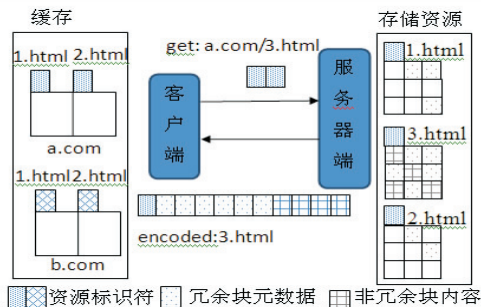 缓存
存储资源
get: a.com/3.html
1.html 2.html
a.com
1.html2.html
b.com
客户端
服务器端
encoded:3.html
1.html
3.html
2.html
资源标识符 冗余块元数据 非冗余块内容